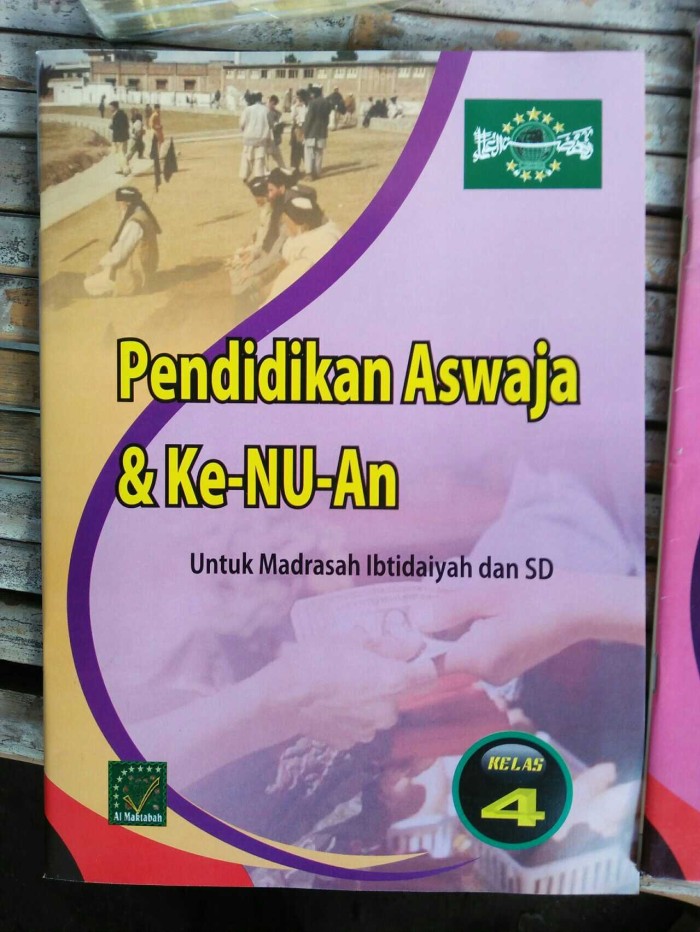 Pendidikan Aswaja
& Ke-NU-An
Untuk Madrasah Ibtidaiyah dan SD
KELAS
4
Al Maktabah